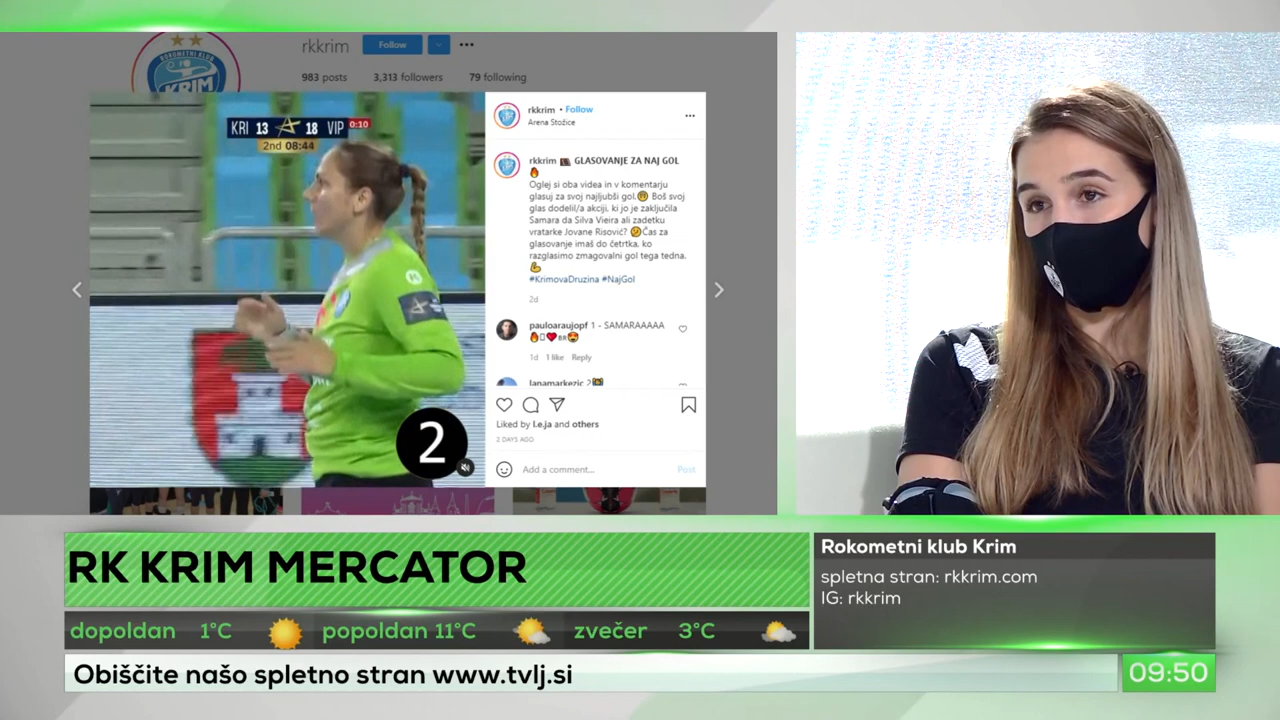 rkkrim
Follow
983 posts
3,313 followers
79 following
ROKOMETNI KLUB
KRIM
KRI 13 18 VIP 0:10
2nd 08:44
2
rkkrim • Follow
Arena Stožice
rkkrim GLASOVANJE ZA NAJ GOL
Oglej si oba videa in v komentarju
glasuj za svoj najljubši gol. Boš svoj
glas dodelil/a akciji, ki jo je zaključila
Samara da Silva Vieira ali zadetku
vratarke Jovane Risović? Čas za
glasovanje imaš do četrtka, ko
razglasimo zmagovalni gol tega tedna.
#KrimovaDruzina #NajGol
2d
pauloaraujopf 1 - SAMARAAAAA
1d 1 like Reply
lanamarkezic 2
Liked by l.e.ja and others
2 DAYS AGO
Add a comment... Post
RK KRIM MERCATOR
Rokometni klub Krim
spletna stran: rkkrim.com
IG: rkkrim
dopoldan 1°C popoldan 11°C zvečer 3°C
Obiščite našo spletno stran www.tvlj.si
09:50